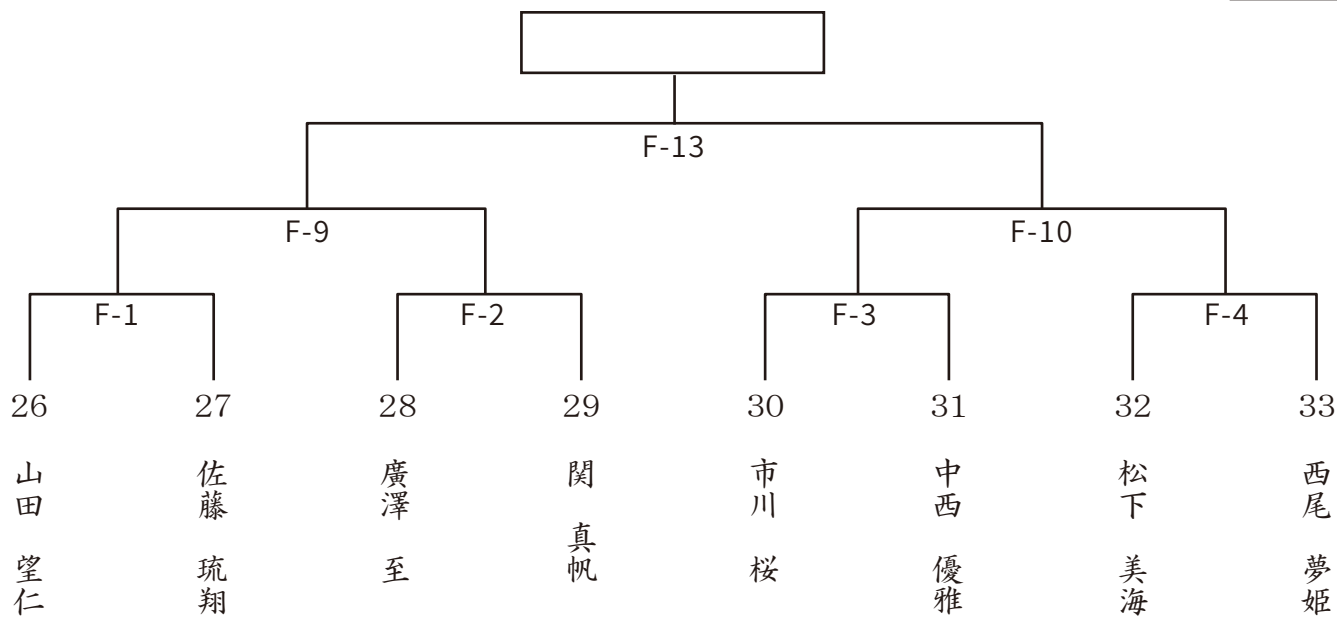 F-13
F-9
F-10
F-1
F-2
F-3
F-4
26
27
28
29
30
31
32
33
山田 望仁
佐藤 琉翔
廣澤 至
関 真帆
市川 桜
中西 優雅
松下 美海
西尾 夢姫